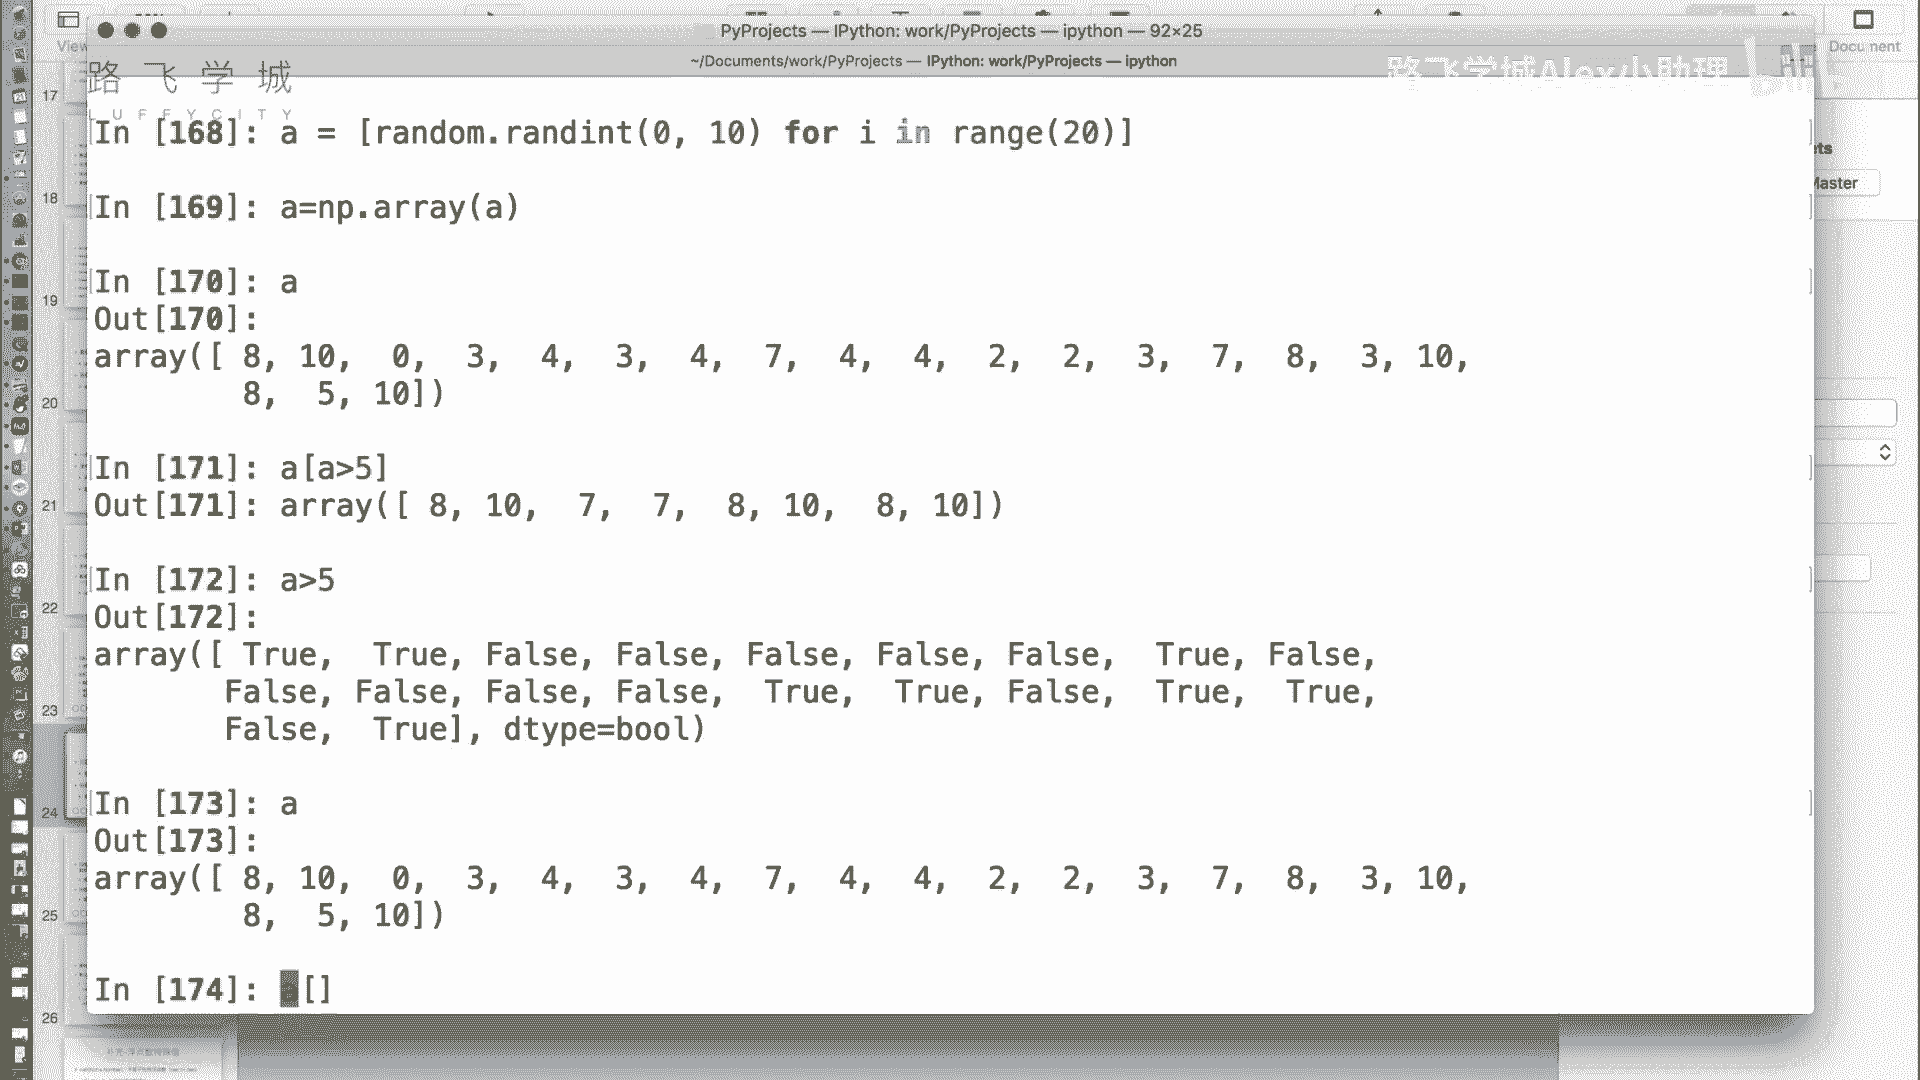 PyProjects — IPython: work/PyProjects — ipython — 92×25
~/Documents/work/PyProjects — IPython: work/PyProjects — ipython
View
Document
路飞学城
LUFFYCITY
路飞学城Alex小助理
17
18
19
20
21
22
23
24
25
26
Master
In [168]: a = [random.randint(0, 10) for i in range(20)]
In [169]: a=np.array(a)
In [170]: a
Out[170]:
array([ 8, 10,  0,  3,  4,  3,  4,  7,  4,  4,  2,  2,  3,  7,  8,  3, 10,
        8,  5, 10])
In [171]: a[a>5]
Out[171]: array([ 8, 10,  7,  7,  8, 10,  8, 10])
In [172]: a>5
Out[172]:
array([ True,  True, False, False, False, False, False,  True, False,
       False, False, False, False,  True,  True, False,  True,  True,
       False,  True], dtype=bool)
In [173]: a
Out[173]:
array([ 8, 10,  0,  3,  4,  3,  4,  7,  4,  4,  2,  2,  3,  7,  8,  3, 10,
        8,  5, 10])
In [174]: a[]